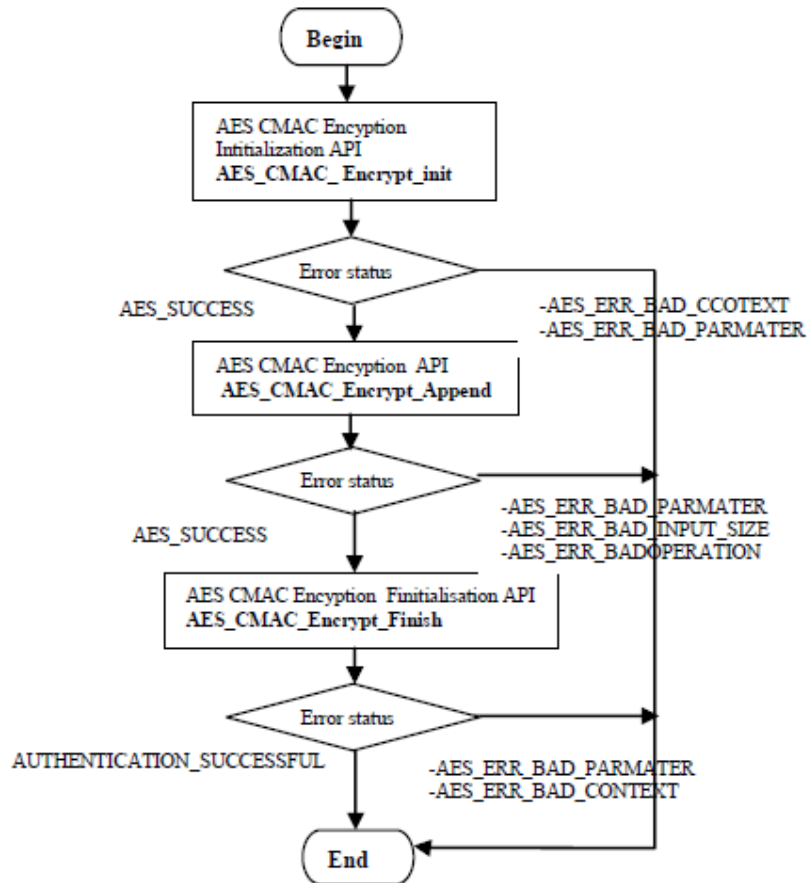 Begin
AES CMAC Encyption
Intitialization API
AES_CMAC_ Encrypt_init
Error status
AES_SUCCESS
-AES_ERR_BAD_CCOTEXT
-AES_ERR_BAD_PARMATER
AES CMAC Encyption API
AES_CMAC_Encrypt_Append
Error status
AES_SUCCESS
-AES_ERR_BAD_PARMATER
-AES_ERR_BAD_INPUT_SIZE
-AES_ERR_BADOPERATION
AES CMAC Encyption Finitialisation API
AES_CMAC_Encrypt_Finish
Error status
AUTHENTICATION_SUCCESSFUL
-AES_ERR_BAD_PARMATER
-AES_ERR_BAD_CONTEXT
End